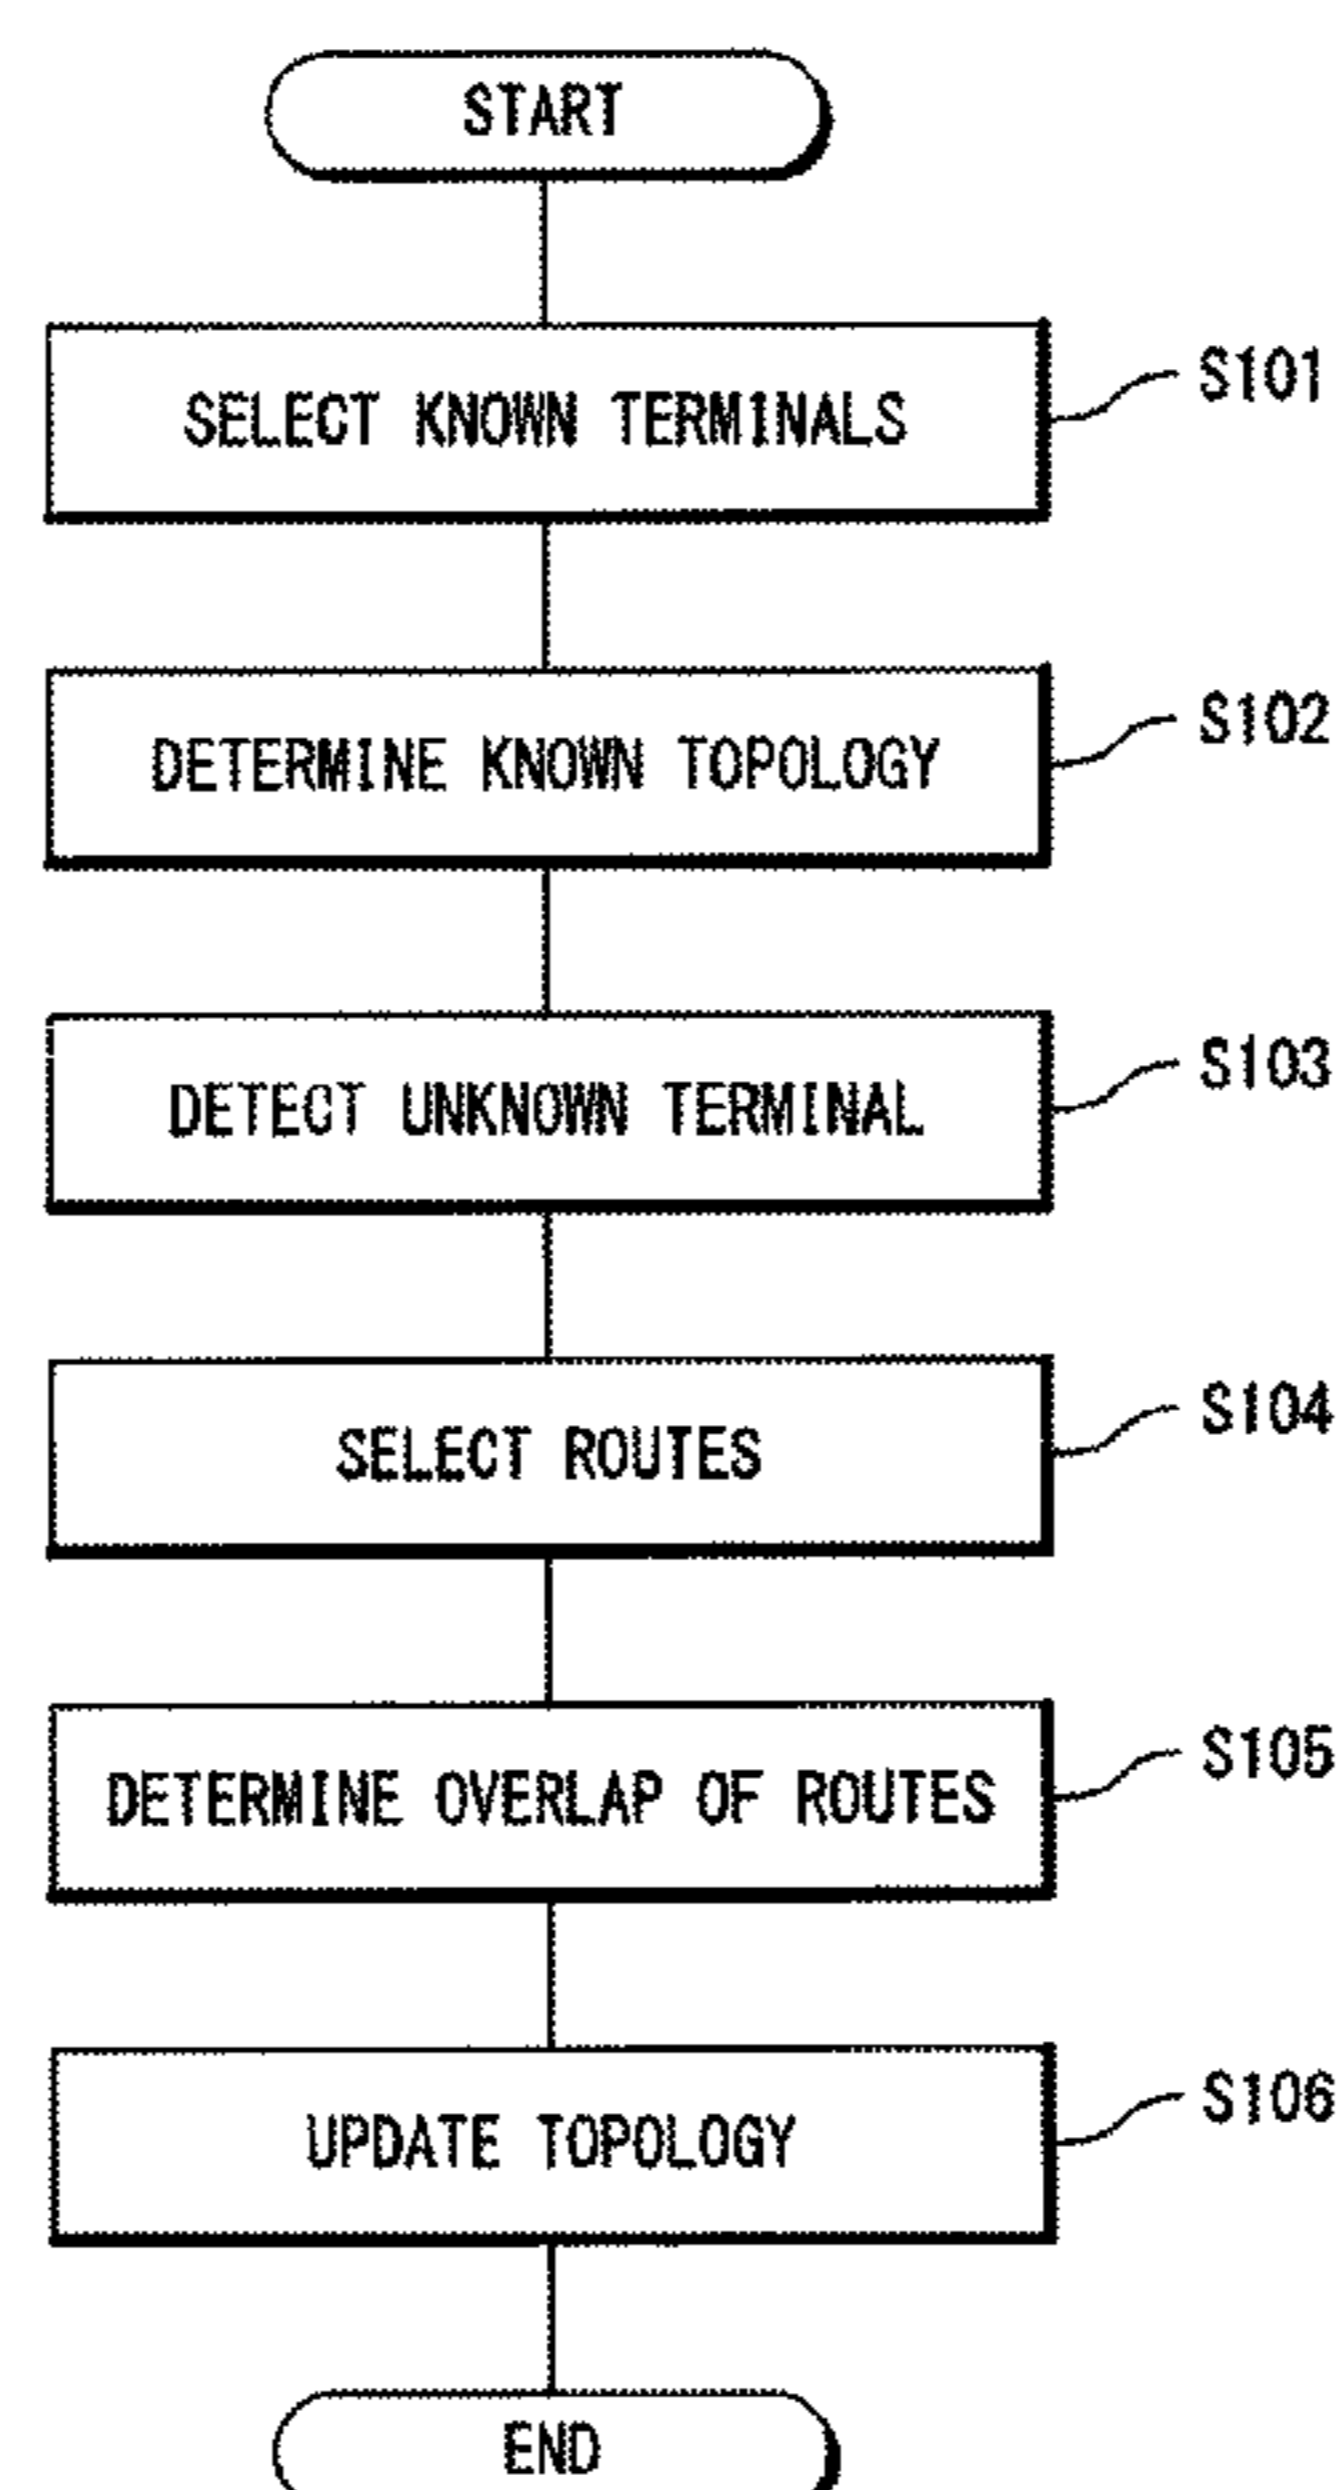 START
SELECT KNOWN TERMINALS
S101
DETERMINE KNOWN TOPOLOGY
S102
DETECT UNKNOWN TERMINAL
S103
SELECT ROUTES
S104
DETERMINE OVERLAP OF ROUTES
S105
UPDATE TOPOLOGY
S106
END